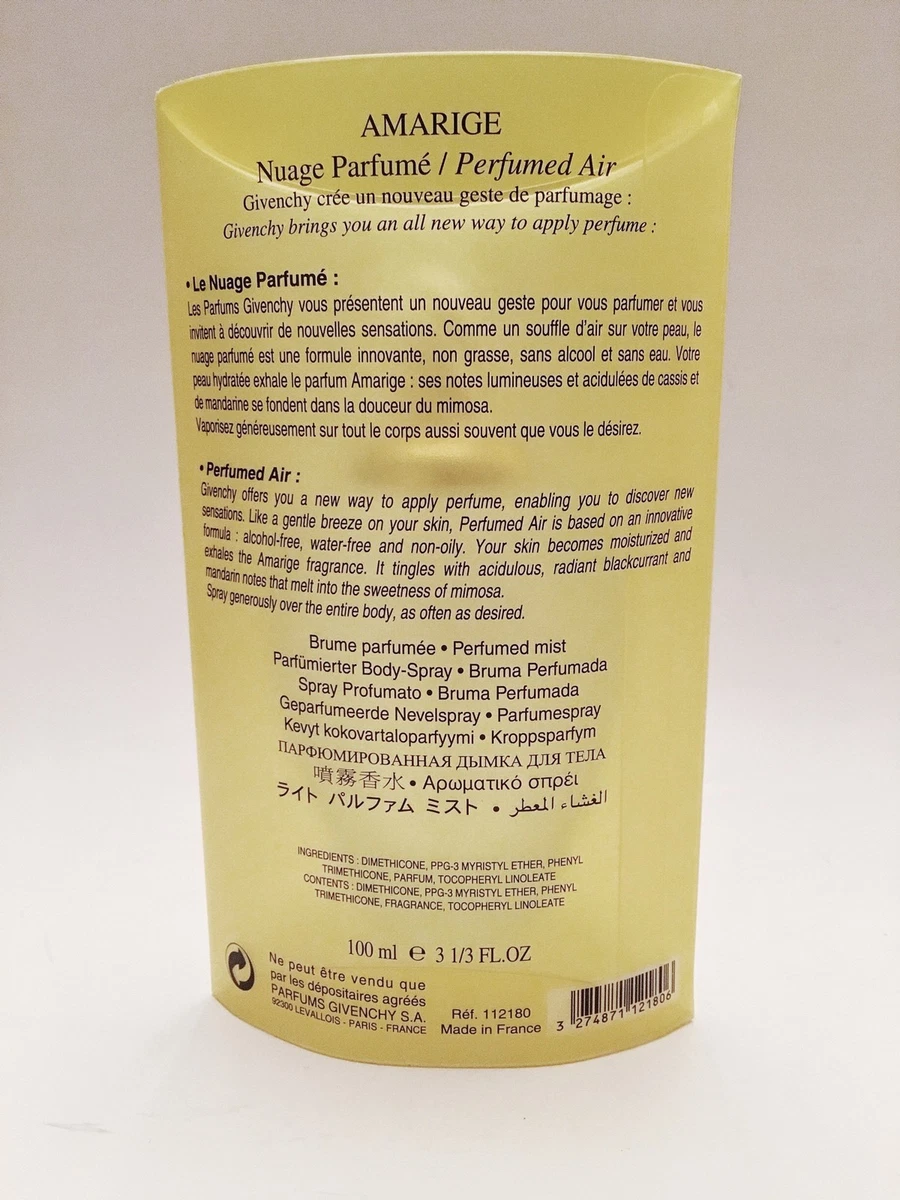 AMARIGE
Nuage Parfumé / Perfumed Air
Givenchy crée un nouveau geste de parfumage :
Givenchy brings you an all new way to apply perfume :
• Le Nuage Parfumé :
Les Parfums Givenchy vous présentent un nouveau geste pour vous parfumer et vous
invitent à découvrir de nouvelles sensations. Comme un souffle d'air sur votre peau, le
nuage parfumé est une formule innovante, non grasse, sans alcool et sans eau. Votre
peau hydratée exhale le parfum Amarige : ses notes lumineuses et acidulées de cassis et
de mandarine se fondent dans la douceur du mimosa.
Vaporisez généreusement sur tout le corps aussi souvent que vous le désirez.
• Perfumed Air :
Givenchy offers you a new way to apply perfume, enabling you to discover new
sensations. Like a gentle breeze on your skin, Perfumed Air is based on an innovative
formula : alcohol-free, water-free and non-oily. Your skin becomes moisturized and
exhales the Amarige fragrance. It tingles with acidulous, radiant blackcurrant and
mandarin notes that melt into the sweetness of mimosa.
Spray generously over the entire body, as often as desired.
Brume parfumée • Perfumed mist
Parfümierter Body-Spray • Bruma Perfumada
Spray Profumato • Bruma Perfumada
Geparfumeerde Nevelspray • Parfumespray
Kevyt kokovartaloparfyymi • Kroppsparfym
ПАРФЮМИРОВАННАЯ ДЫМКА ДЛЯ ТЕЛА
噴霧香水 • Αρωματικό σπρέι
ライト パルファム ミスト • الغشاء المعطر
INGREDIENTS : DIMETHICONE, PPG-3 MYRISTYL ETHER, PHENYL
TRIMETHICONE, PARFUM, TOCOPHERYL LINOLEATE
CONTENTS : DIMETHICONE, PPG-3 MYRISTYL ETHER, PHENYL
TRIMETHICONE, FRAGRANCE, TOCOPHERYL LINOLEATE
100 ml ℮ 3 1/3 FL.OZ
Ne peut être vendu que
par les dépositaires agréés
PARFUMS GIVENCHY S.A.
92300 LEVALLOIS - PARIS - FRANCE
Réf. 112180
Made in France
3 274871 121806